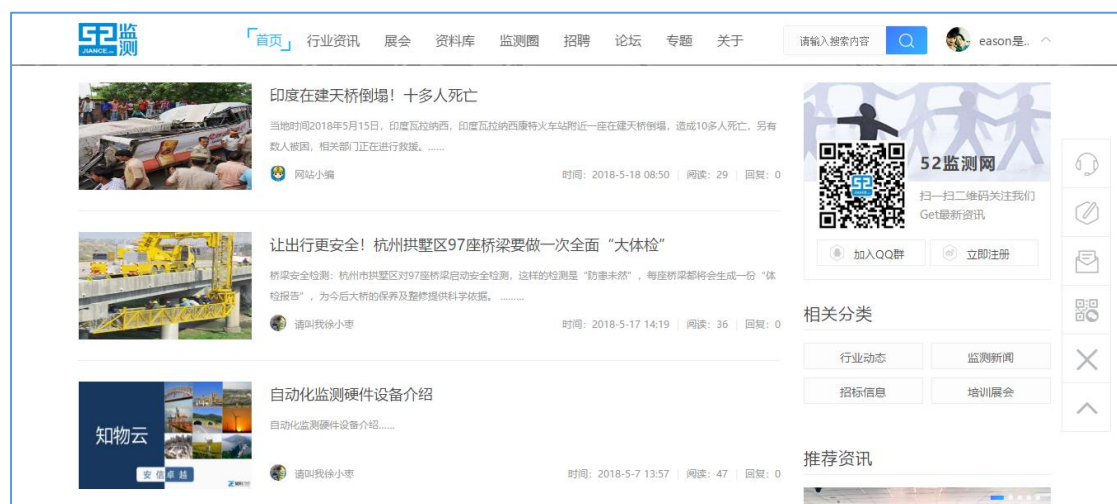 52监测
JIANCE
首页 行业资讯 展会 资料库 监测圈 招聘 论坛 专题 关于
请输入搜索内容
eason是..
印度在建天桥倒塌！十多人死亡
当地时间2018年5月15日，印度瓦拉纳西，印度瓦拉纳西康特火车站附近一座在建天桥倒塌，造成10多人死亡，另有
数人被困，相关部门正在进行救援。......
网站小编
时间：2018-5-18 08:50 | 阅读：29 | 回复：0
让出行更安全！杭州拱墅区97座桥梁要做一次全面“大体检”
桥梁安全检测：杭州市拱墅区对97座桥梁启动安全检测，这样的检测是“防患未然”，每座桥梁都将会生成一份“体
检报告”，为今后大桥的保养及整修提供科学依据。 .........
请叫我徐小枣
时间：2018-5-17 14:19 | 阅读：36 | 回复：0
知物云
安信卓越
自动化监测硬件设备介绍
自动化监测硬件设备介绍......
请叫我徐小枣
时间：2018-5-7 13:57 | 阅读：47 | 回复：0
52
52监测网
扫一扫二维码关注我们
Get最新资讯
加入QQ群
立即注册
相关分类
行业动态
监测新闻
招标信息
培训展会
推荐资讯